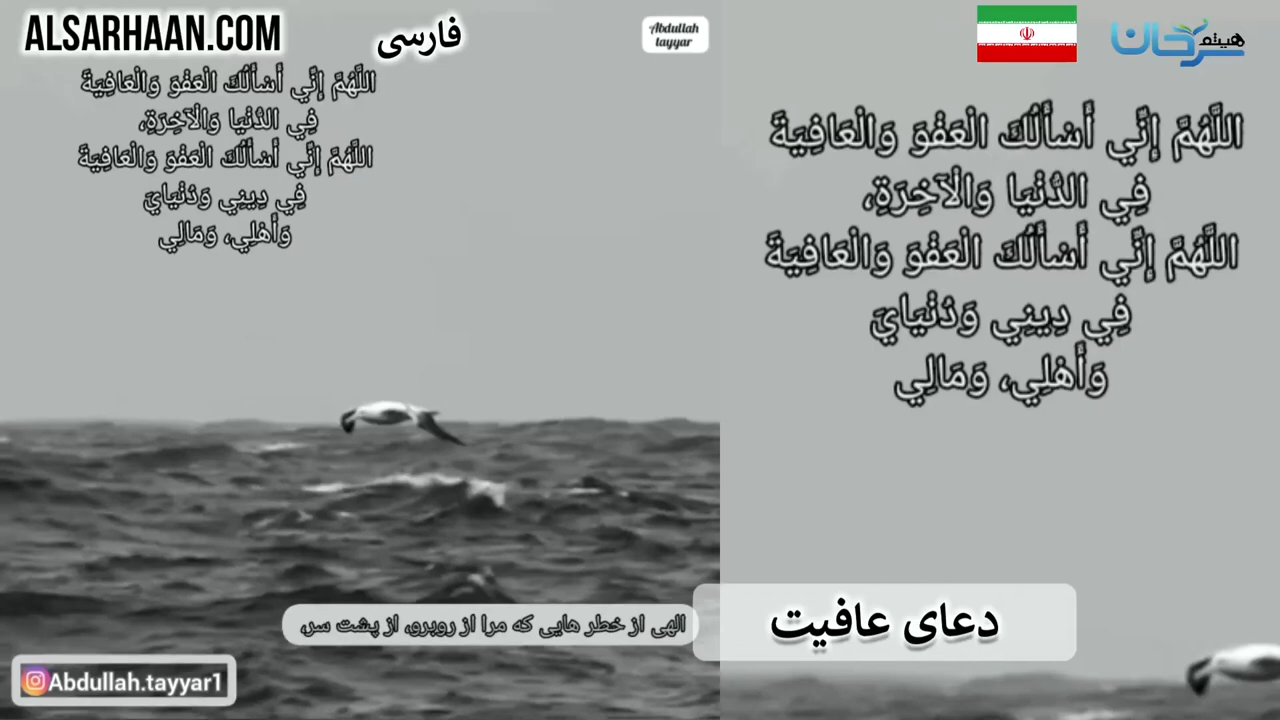 ALSARHAAN.COM
فارسی
Abdullah
tayyar
هيثم
سرحان
اللَّهُمَّ إِنِّي أَسْأَلُكَ الْعَفْوَ وَالْعَافِيَةَ
فِي الدُّنْيَا وَالْآخِرَةِ،
اللَّهُمَّ إِنِّي أَسْأَلُكَ الْعَفْوَ وَالْعَافِيَةَ
فِي دِينِي وَدُنْيَايَ
وَأَهْلِي، وَمَالِي
اللَّهُمَّ إِنِّي أَسْأَلُكَ الْعَفْوَ وَالْعَافِيَةَ
فِي الدُّنْيَا وَالْآخِرَةِ،
اللَّهُمَّ إِنِّي أَسْأَلُكَ الْعَفْوَ وَالْعَافِيَةَ
فِي دِينِي وَدُنْيَايَ
وَأَهْلِي، وَمَالِي
الهی از خطر هایی که مرا از روبرو، از پشت سر،
دعای عافیت
Abdullah.tayyar1